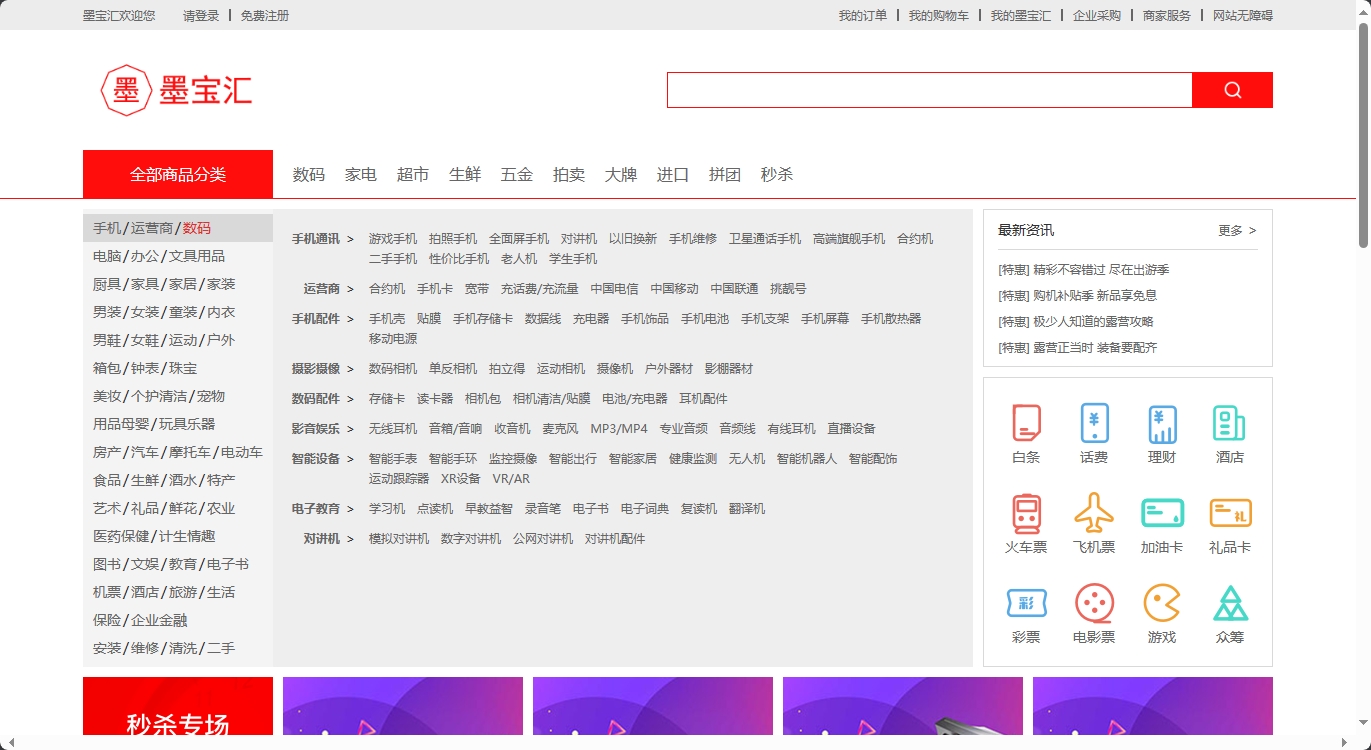 墨宝汇欢迎您 请登录 免费注册 我的订单 我的购物车 我的墨宝汇 企业采购 商家服务 网站无障碍
墨 墨宝汇
全部商品分类 数码 家电 超市 生鲜 五金 拍卖 大牌 进口 拼团 秒杀
手机/运营商/数码
电脑/办公/文具用品
厨具/家具/家居/家装
男装/女装/童装/内衣
男鞋/女鞋/运动/户外
箱包/钟表/珠宝
美妆/个护清洁/宠物
用品母婴/玩具乐器
房产/汽车/摩托车/电动车
食品/生鲜/酒水/特产
艺术/礼品/鲜花/农业
医药保健/计生情趣
图书/文娱/教育/电子书
机票/酒店/旅游/生活
保险/企业金融
安装/维修/清洗/二手
手机通讯 > 游戏手机 拍照手机 全面屏手机 对讲机 以旧换新 手机维修 卫星通话手机 高端旗舰手机 合约机
二手手机 性价比手机 老人机 学生手机
运营商 > 合约机 手机卡 宽带 充话费/充流量 中国电信 中国移动 中国联通 挑靓号
手机配件 > 手机壳 贴膜 手机存储卡 数据线 充电器 手机饰品 手机电池 手机支架 手机屏幕 手机散热器
移动电源
摄影摄像 > 数码相机 单反相机 拍立得 运动相机 摄像机 户外器材 影棚器材
数码配件 > 存储卡 读卡器 相机包 相机清洁/贴膜 电池/充电器 耳机配件
影音娱乐 > 无线耳机 音箱/音响 收音机 麦克风 MP3/MP4 专业音频 音频线 有线耳机 直播设备
智能设备 > 智能手表 智能手环 监控摄像 智能出行 智能家居 健康监测 无人机 智能机器人 智能配饰
运动跟踪器 XR设备 VR/AR
电子教育 > 学习机 点读机 早教益智 录音笔 电子书 电子词典 复读机 翻译机
对讲机 > 模拟对讲机 数字对讲机 公网对讲机 对讲机配件
最新资讯 更多 >
[特惠] 精彩不容错过 尽在出游季
[特惠] 购机补贴季 新品享免息
[特惠] 极少人知道的露营攻略
[特惠] 露营正当时 装备要配齐
白条 话费 理财 酒店
礼
火车票 飞机票 加油卡 礼品卡
彩
彩票 电影票 游戏 众筹
秒杀专场